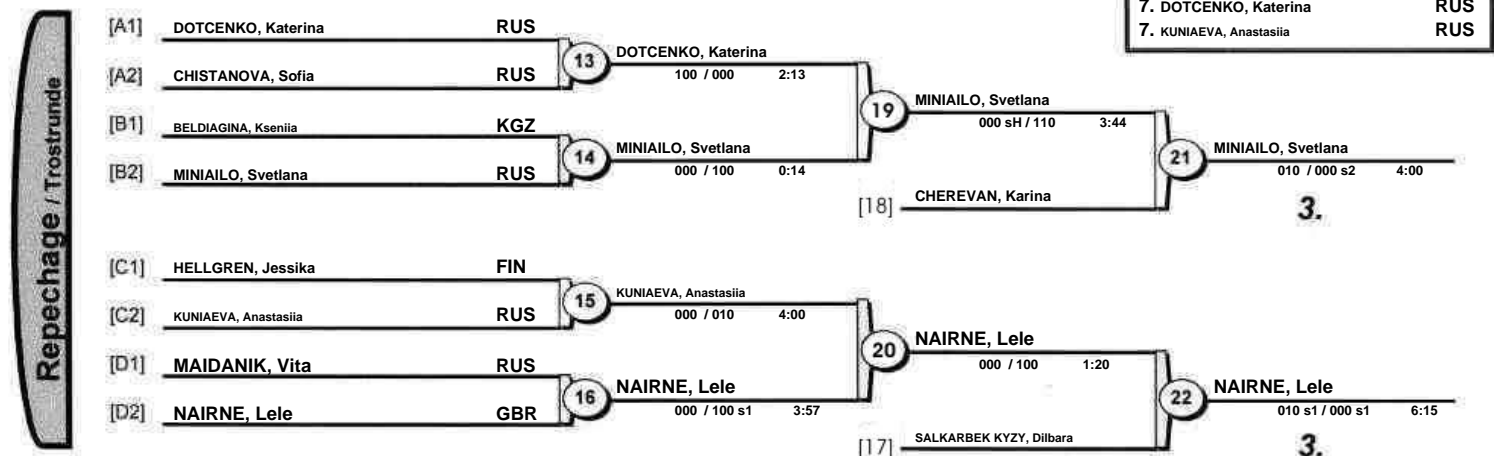 7. DOTCENKO, Katerina RUS
7. KUNIAEVA, Anastasiia RUS
Repechage / Trostrunde
[A1] DOTCENKO, Katerina RUS
[A2] CHISTANOVA, Sofia RUS
13 DOTCENKO, Katerina
100 / 000 2:13
[B1] BELDIAGINA, Kseniia KGZ
[B2] MINIAILO, Svetlana RUS
14 MINIAILO, Svetlana
000 / 100 0:14
19 MINIAILO, Svetlana
000 sH / 110 3:44
[18] CHEREVAN, Karina
21 MINIAILO, Svetlana
010 / 000 s2 4:00
3.
[C1] HELLGREN, Jessika FIN
[C2] KUNIAEVA, Anastasiia RUS
15 KUNIAEVA, Anastasiia
000 / 010 4:00
[D1] MAIDANIK, Vita RUS
[D2] NAIRNE, Lele GBR
16 NAIRNE, Lele
000 / 100 s1 3:57
20 NAIRNE, Lele
000 / 100 1:20
[17] SALKARBEK KYZY, Dilbara
22 NAIRNE, Lele
010 s1 / 000 s1 6:15
3.